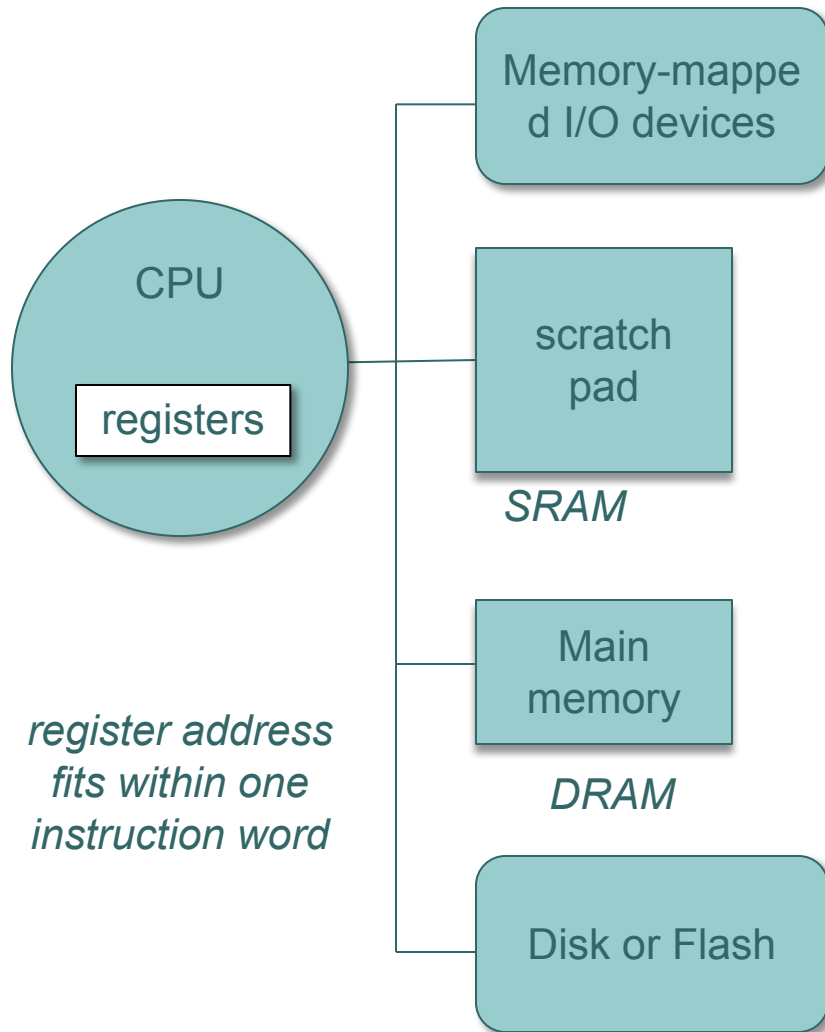 Memory-mappe
d I/O devices
CPU
registers
scratch
pad
SRAM
Main
memory
DRAM
register address
fits within one
instruction word
Disk or Flash